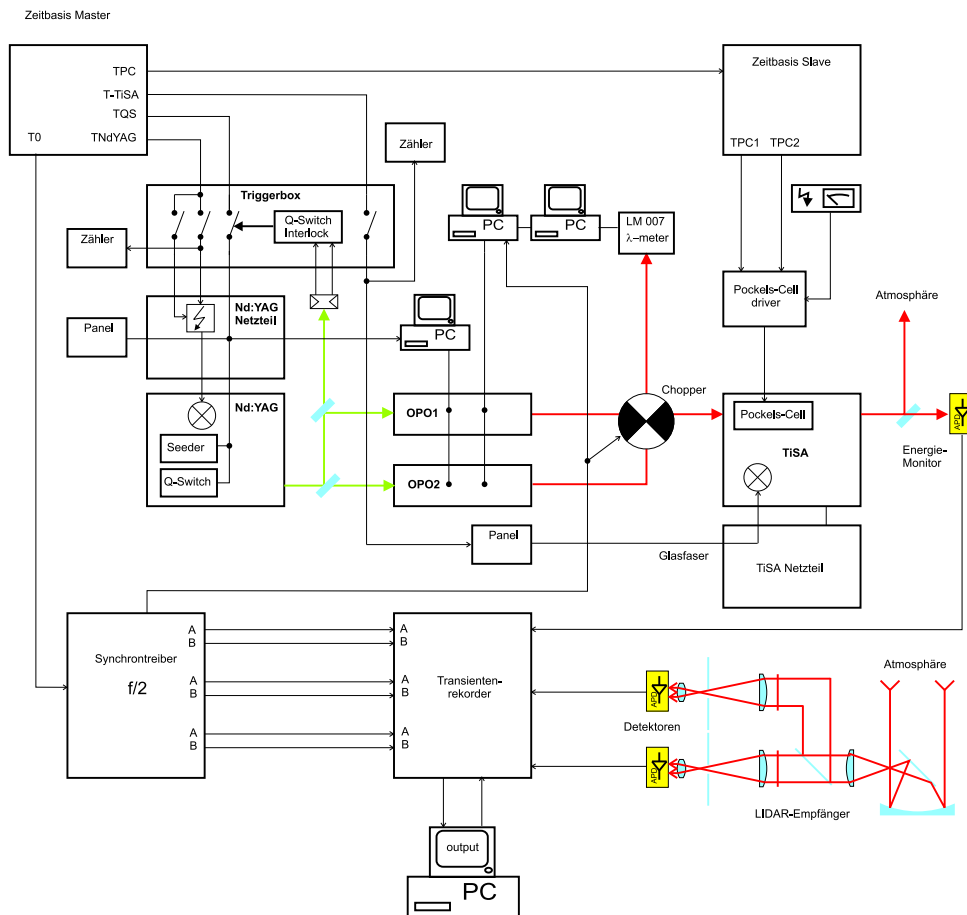 Zeitbasis Master
TPC
T-TiSA
TQS
T0
TNdYAG
Zeitbasis Slave
TPC1
TPC2
Zähler
Triggerbox
Q-Switch
Interlock
Zähler
PC
PC
LM 007
λ–meter
Pockels-Cell
driver
Atmosphäre
Nd:YAG
Netzteil
Panel
PC
Chopper
Nd:YAG
OPO1
Pockels-Cell
APD
Seeder
TiSA
Energie-
Monitor
Q-Switch
OPO2
Panel
Glasfaser
TiSA Netzteil
A
B
A
B
Synchrontreiber
f/2
A
B
A
B
Transienten-
rekorder
A
B
A
B
APD
Atmosphäre
Detektoren
APD
LIDAR-Empfänger
output
PC